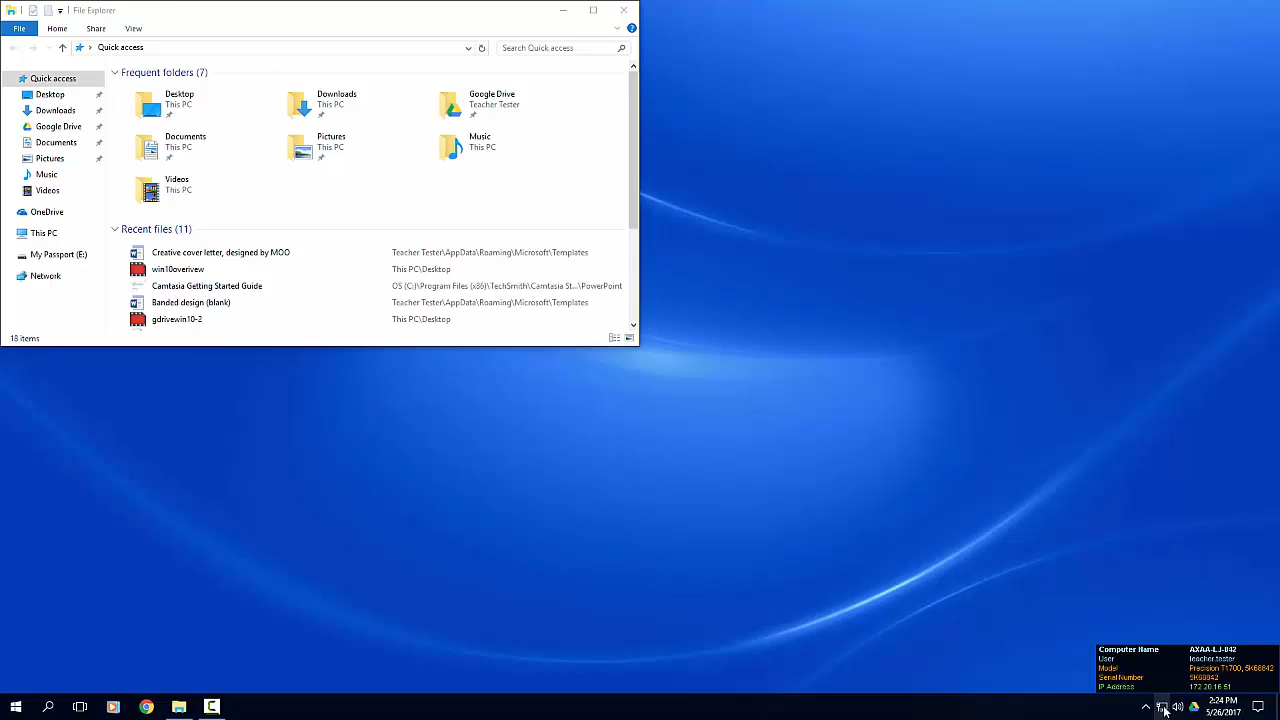 File Explorer
File Home Share View
Quick access Search Quick access
Quick access
Desktop
Downloads
Google Drive
Documents
Pictures
Music
Videos
OneDrive
This PC
My Passport (E:)
Network
Frequent folders (7)
Desktop
This PC
Downloads
This PC
Google Drive
Teacher Tester
Documents
This PC
Pictures
This PC
Music
This PC
Videos
This PC
Recent files (11)
Creative cover letter, designed by MOO Teacher Tester\AppData\Roaming\Microsoft\Templates
win10overivew This PC\Desktop
Camtasia Getting Started Guide OS (C:)\Program Files (x86)\TechSmith\Camtasia St...\PowerPoint
Banded design (blank) Teacher Tester\AppData\Roaming\Microsoft\Templates
gdrivewin10-2 This PC\Desktop
18 items
Computer Name AXAA-LJ-842
User teacher.tester
Model Precision T1700, 5K68842
Serial Number 5K68842
IP Address 172.20.16.51
2:24 PM
5/26/2017